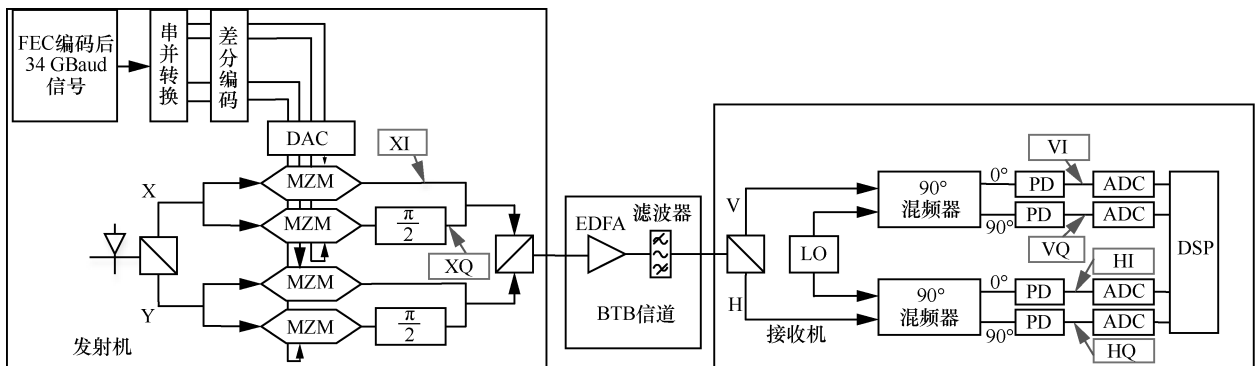 FEC编码后
34 GBaud
信号
串并转换
差分编码
DAC
XI
MZM
X
MZM
π/2
XQ
MZM
Y
MZM
π/2
发射机
EDFA
滤波器
BTB信道
V
H
LO
90°
混频器
0°
90°
PD
PD
VI
VQ
ADC
ADC
90°
混频器
0°
90°
PD
PD
HI
HQ
ADC
ADC
DSP
接收机